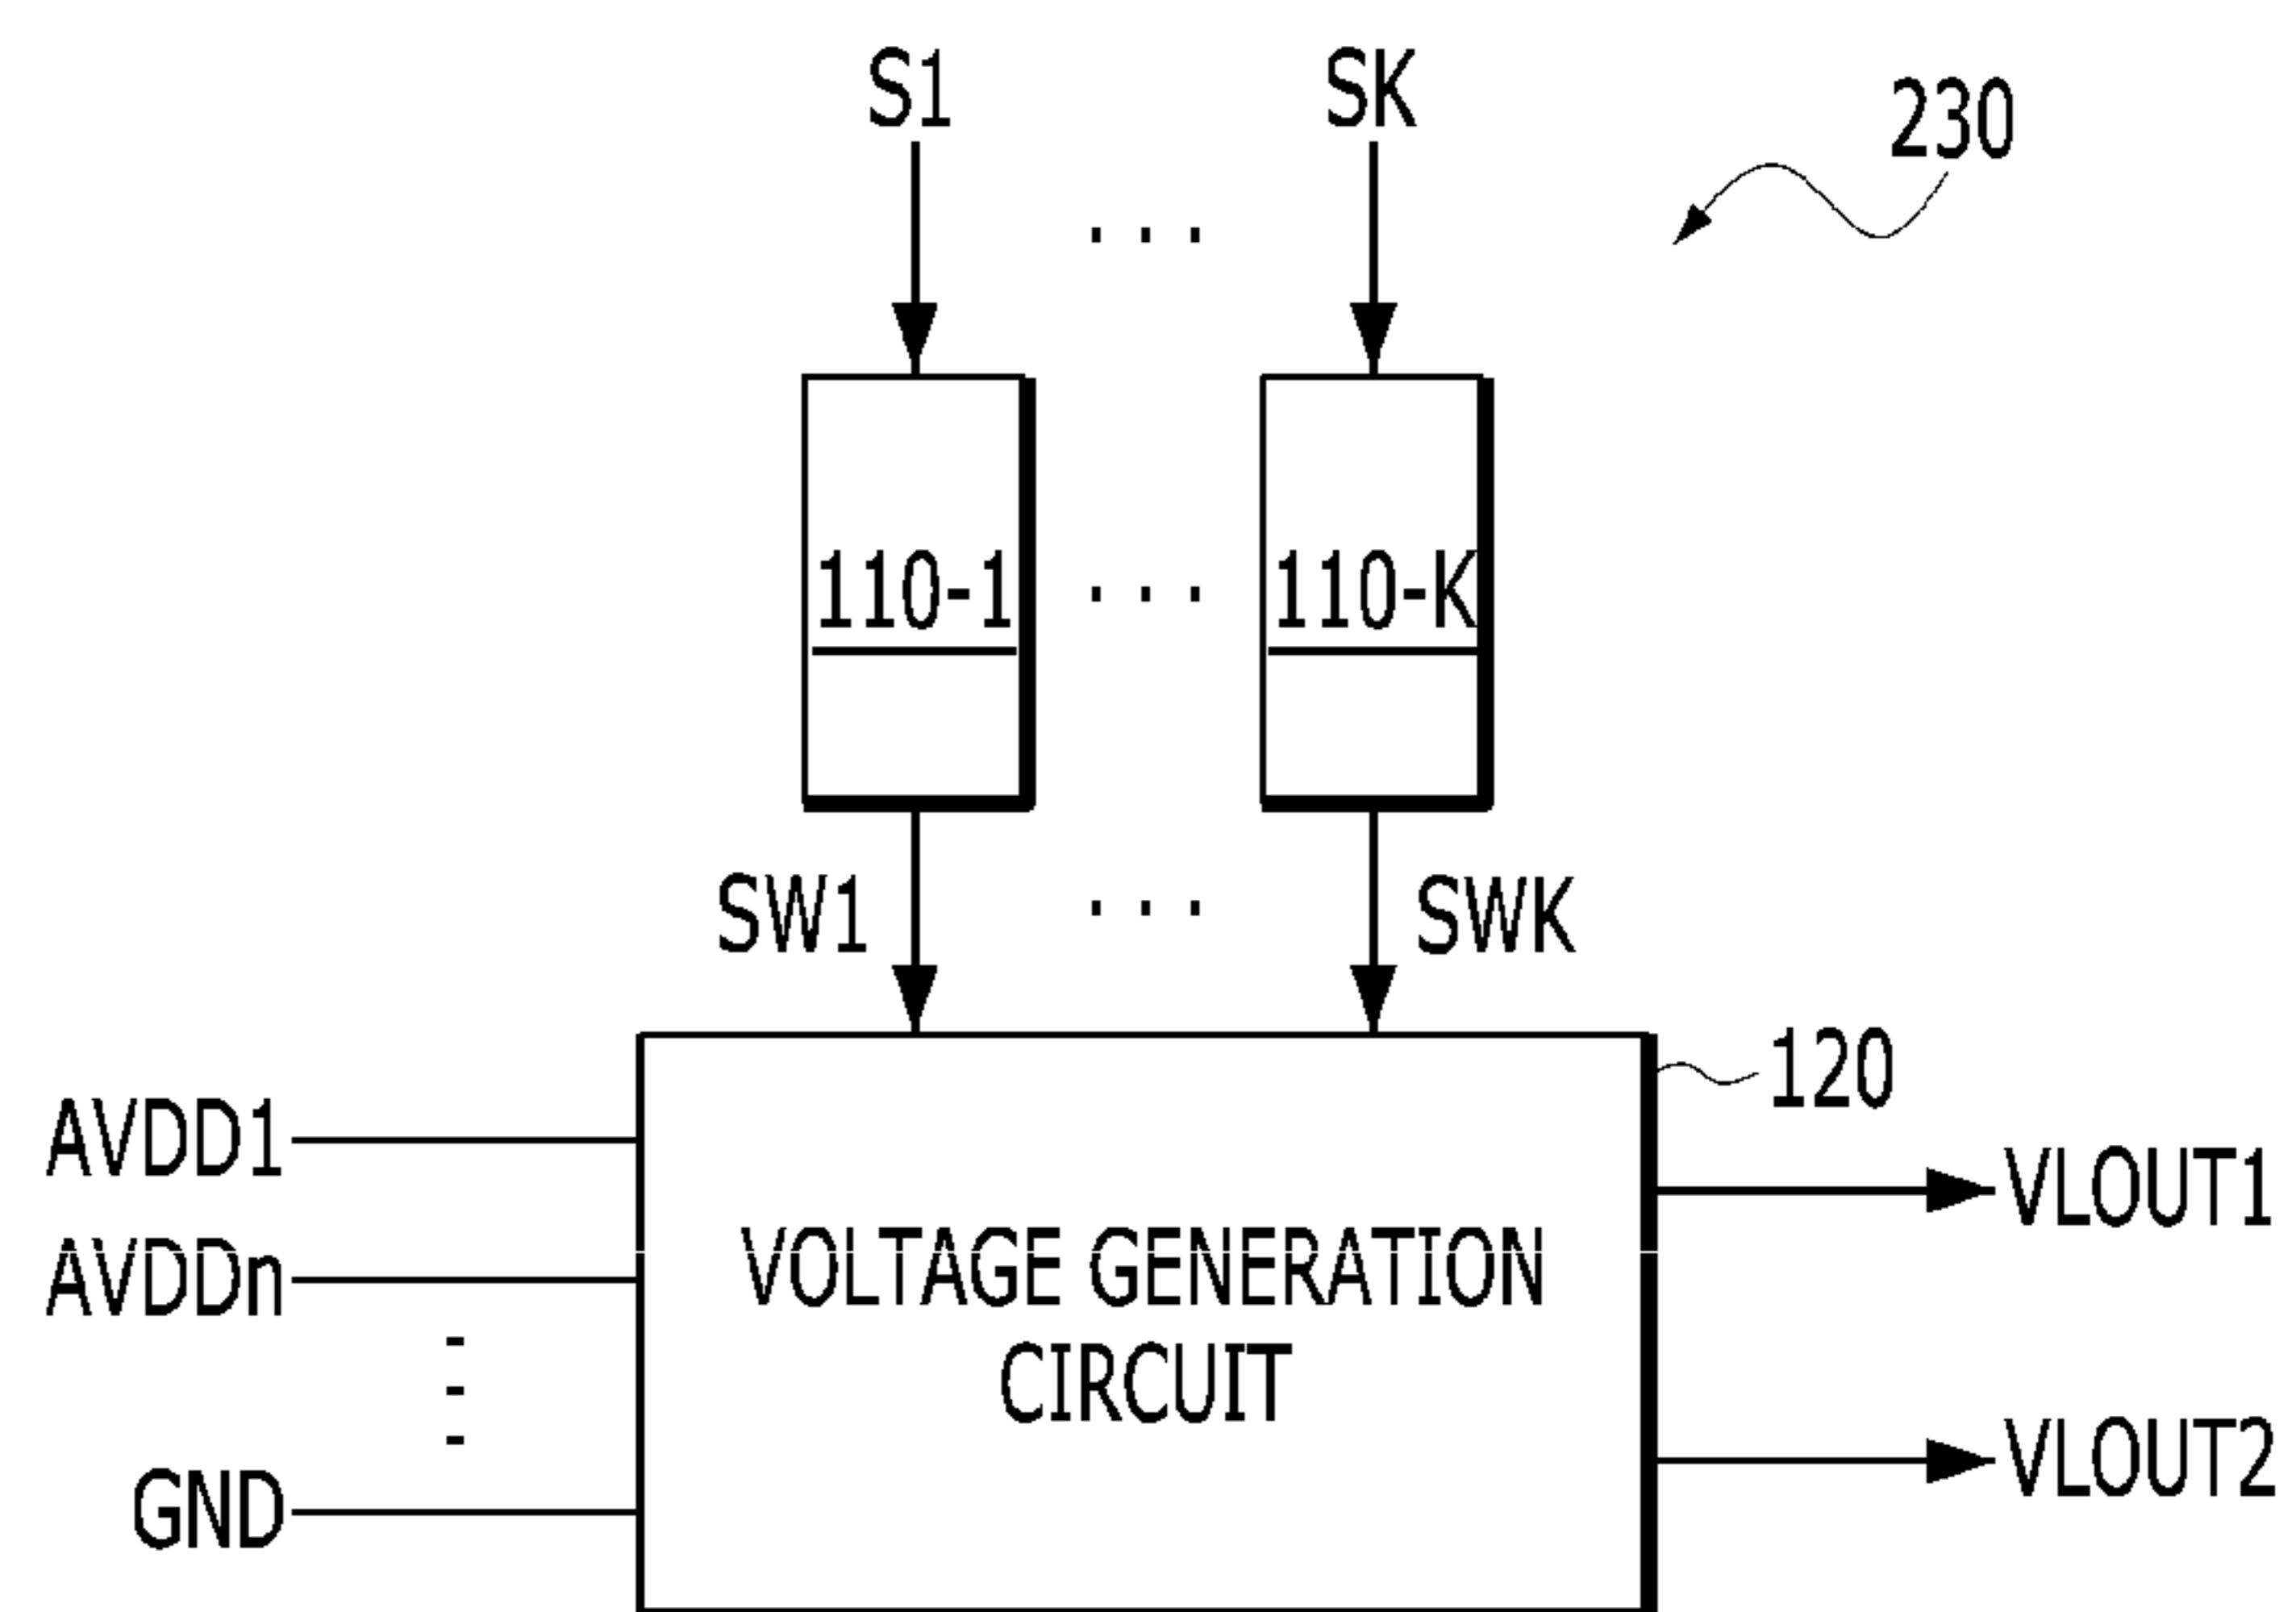 S1
SK
230
. . .
110-1
. . .
110-K
SW1
. . .
SWK
120
AVDD1
VLOUT1
AVDDn
VOLTAGE GENERATION
CIRCUIT
GND
VLOUT2